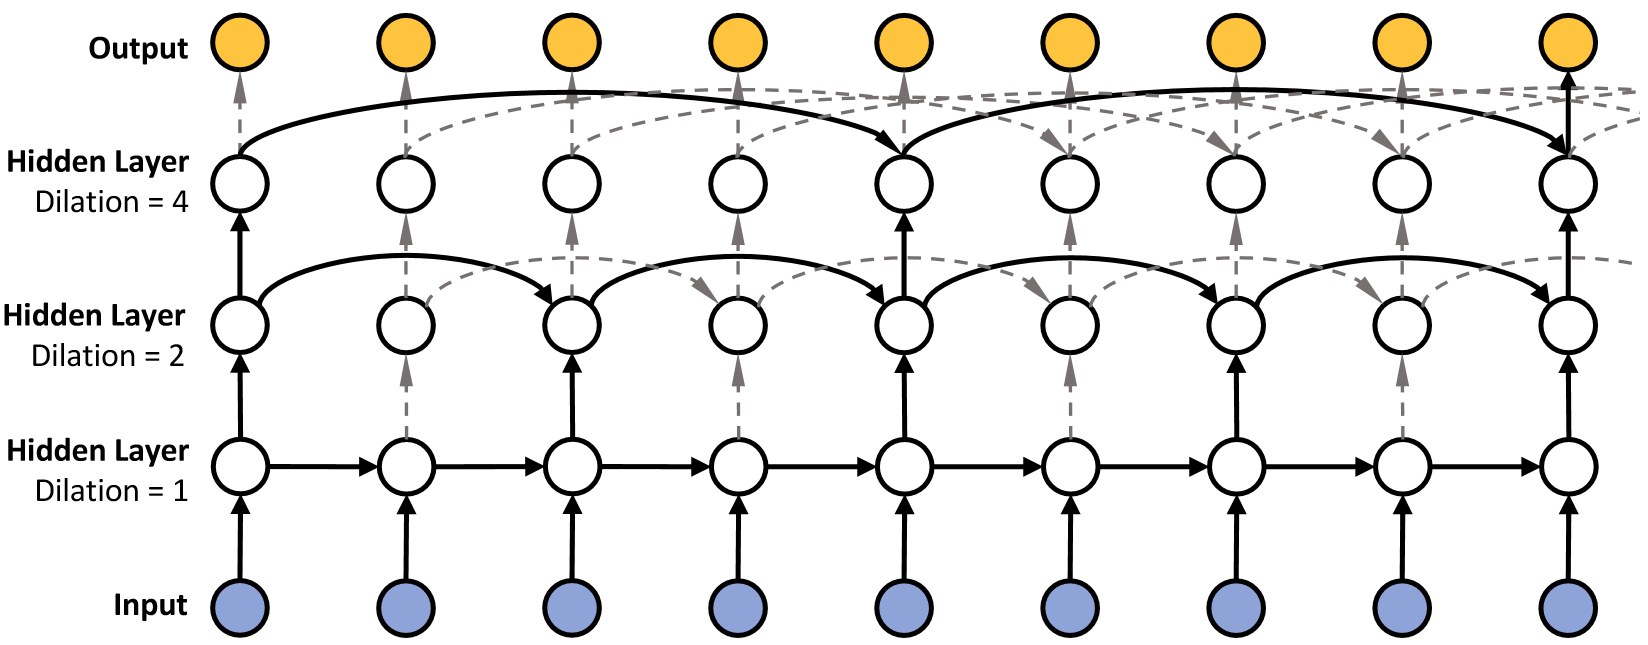 Output
Hidden Layer
Dilation = 4
Hidden Layer
Dilation = 2
Hidden Layer
Dilation = 1
Input